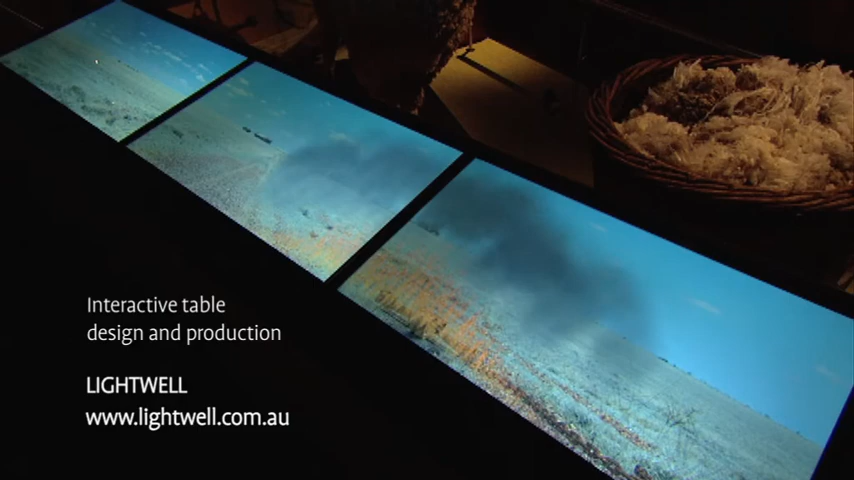 Interactive table
design and production
LIGHTWELL
www.lightwell.com.au